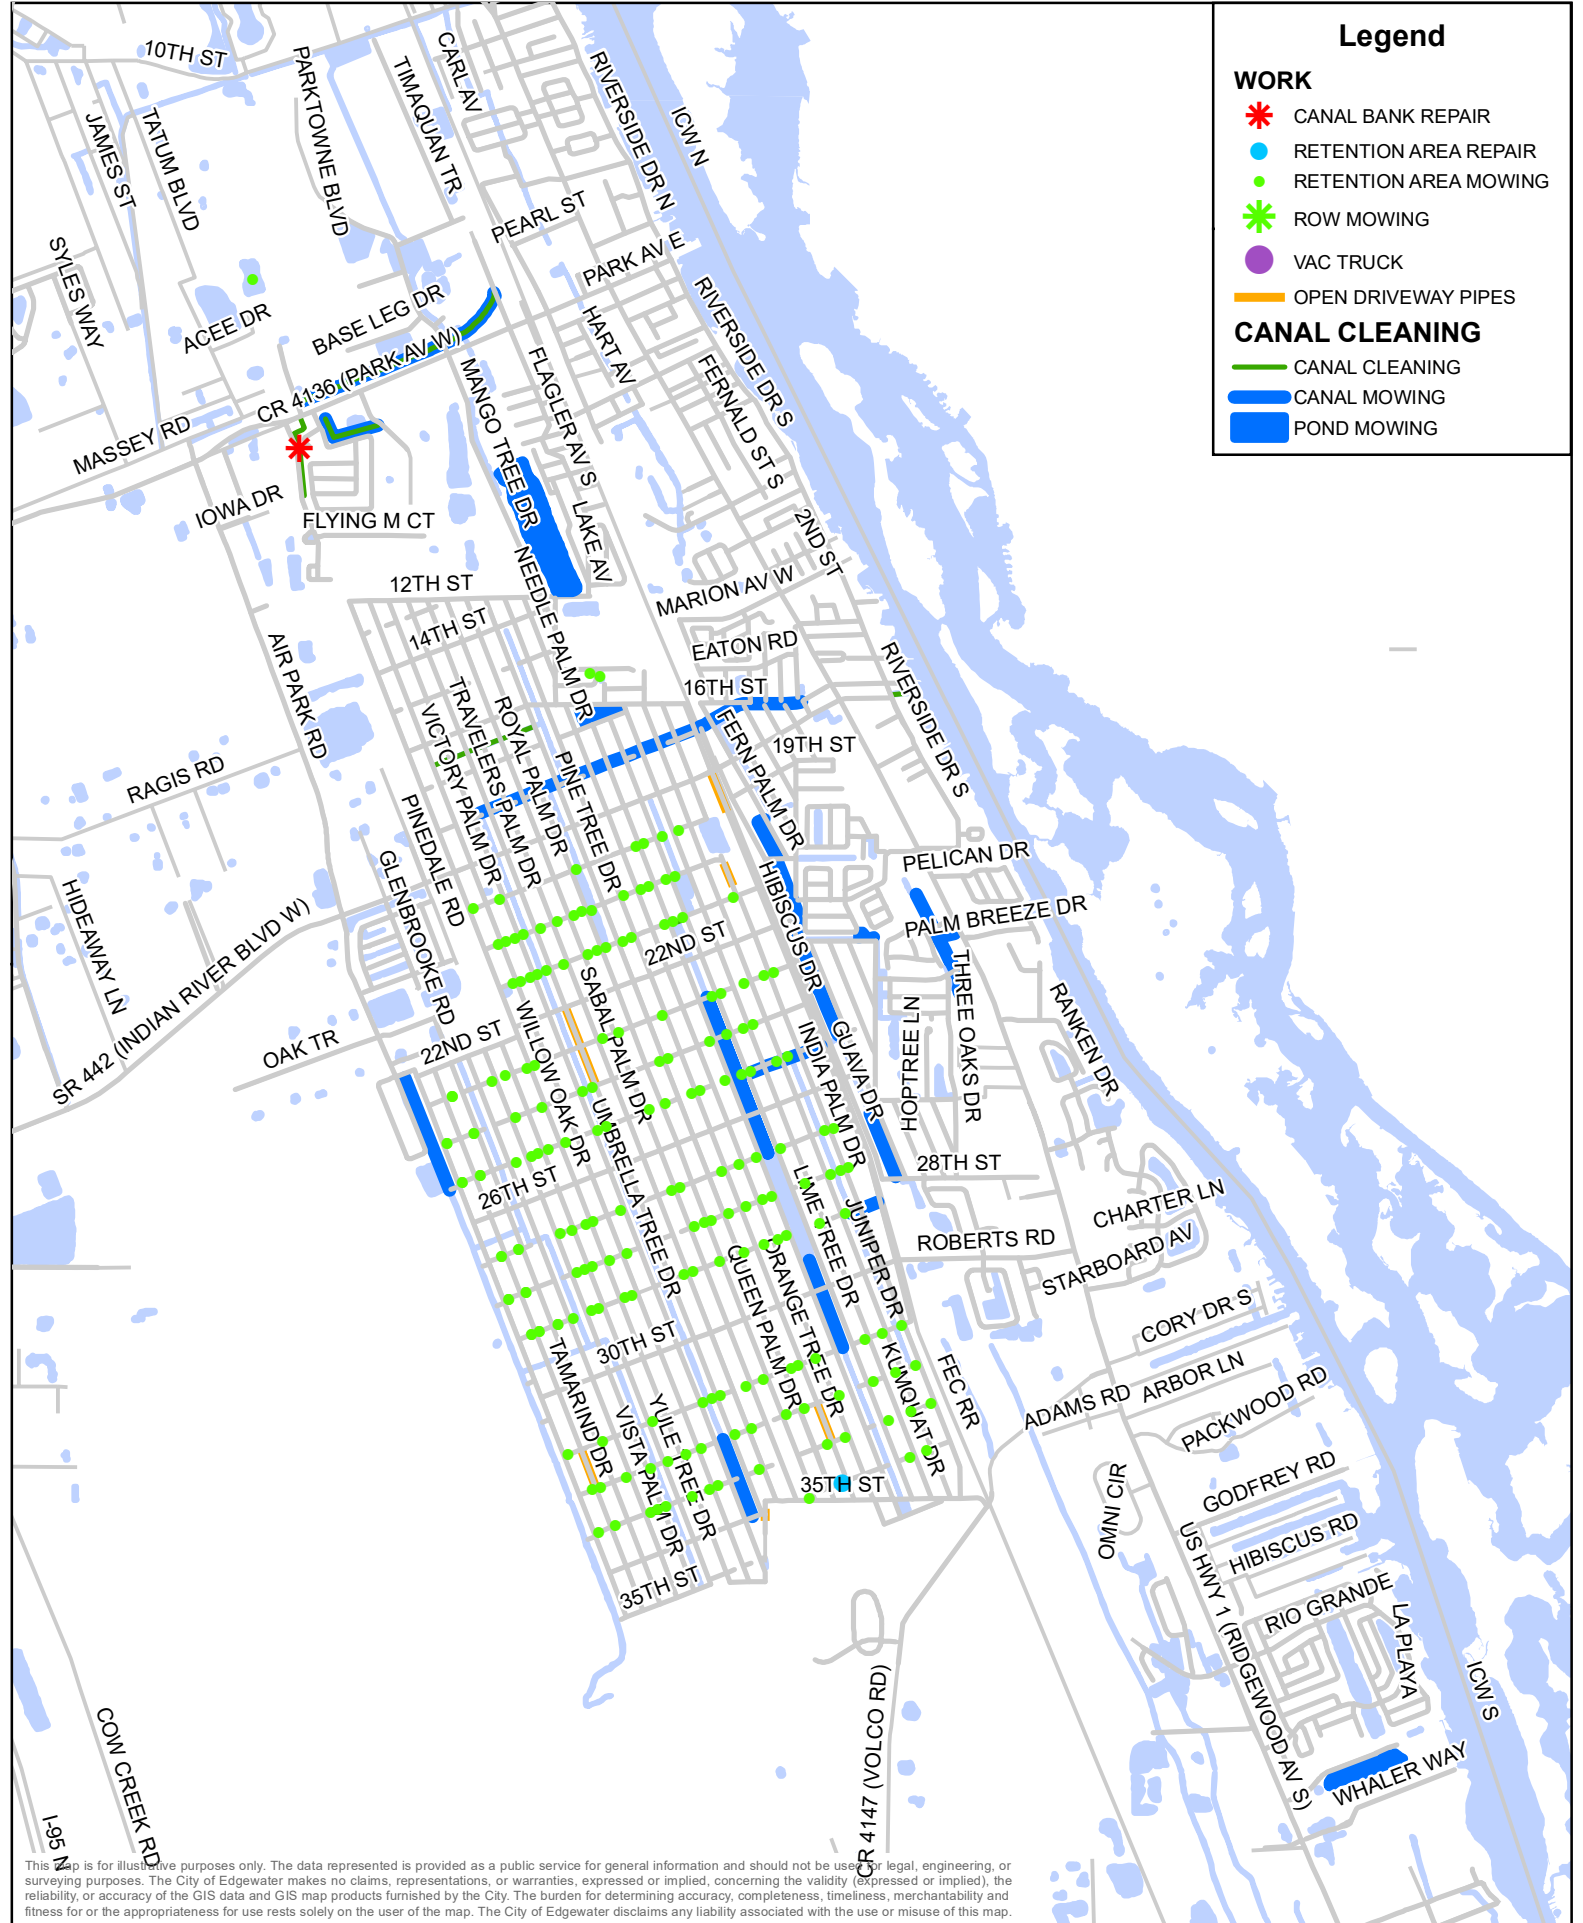 Legend
WORK
CANAL BANK REPAIR
RETENTION AREA REPAIR
RETENTION AREA MOWING
ROW MOWING
VAC TRUCK
OPEN DRIVEWAY PIPES
CANAL CLEANING
CANAL CLEANING
CANAL MOWING
POND MOWING
10TH ST
PARKTOWNE BLVD
TIMAQUAN TR
CARL AV
RIVERSIDE DR N
ICW N
JAMES ST
TATUM BLVD
SYLES WAY
PEARL ST
PARK AV E
ACEE DR
BASE LEG DR
CR 4136 (PARK AV W)
MASSEY RD
HART AV
RIVERSIDE DR S
FERNALD ST S
FLAGLER AV S
MANGO TREE DR
IOWA DR
FLYING M CT
LAKE AV
2ND ST
12TH ST
NEEDLE PALM DR
MARION AV W
14TH ST
EATON RD
AIR PARK RD
16TH ST
RIVERSIDE DR S
TRAVELERS PALM DR
VICTORY PALM DR
ROYAL PALM DR
PINE TREE DR
FERN PALM DR
19TH ST
RAGIS RD
PINEDALE RD
GLENBROOKE RD
PELICAN DR
HIBISCUS DR
PALM BREEZE DR
HIDEAWAY LN
SR 442 (INDIAN RIVER BLVD W)
22ND ST
SABAL PALM DR
THREE OAKS DR
RANKEN DR
OAK TR
22ND ST
WILLOW OAK DR
HOPTREE LN
GUAVA DR
INDIA PALM DR
UMBRELLA TREE DR
28TH ST
26TH ST
LIME TREE DR
JUNIPER DR
CHARTER LN
ROBERTS RD
STARBOARD AV
QUEEN PALM DR
ORANGE TREE DR
CORY DR S
30TH ST
TAMARIND DR
KUMQUAT DR
FEC RR
ARBOR LN
ADAMS RD
PACKWOOD RD
VISTA PALM DR
YULE TREE DR
35TH ST
GODFREY RD
OMNI CIR
HIBISCUS RD
US HWY 1 (RIDGEWOOD AV S)
35TH ST
RIO GRANDE
LA PLAYA
ICW S
CR 4147 (VOLCO RD)
COW CREEK RD
WHALER WAY
I-95 N
This map is for illustrative purposes only. The data represented is provided as a public service for general information and should not be used for legal, engineering, or
surveying purposes. The City of Edgewater makes no claims, representations, or warranties, expressed or implied, concerning the validity (expressed or implied), the
reliability, or accuracy of the GIS data and GIS map products furnished by the City. The burden for determining accuracy, completeness, timeliness, merchantability and
fitness for or the appropriateness for use rests solely on the user of the map. The City of Edgewater disclaims any liability associated with the use or misuse of this map.